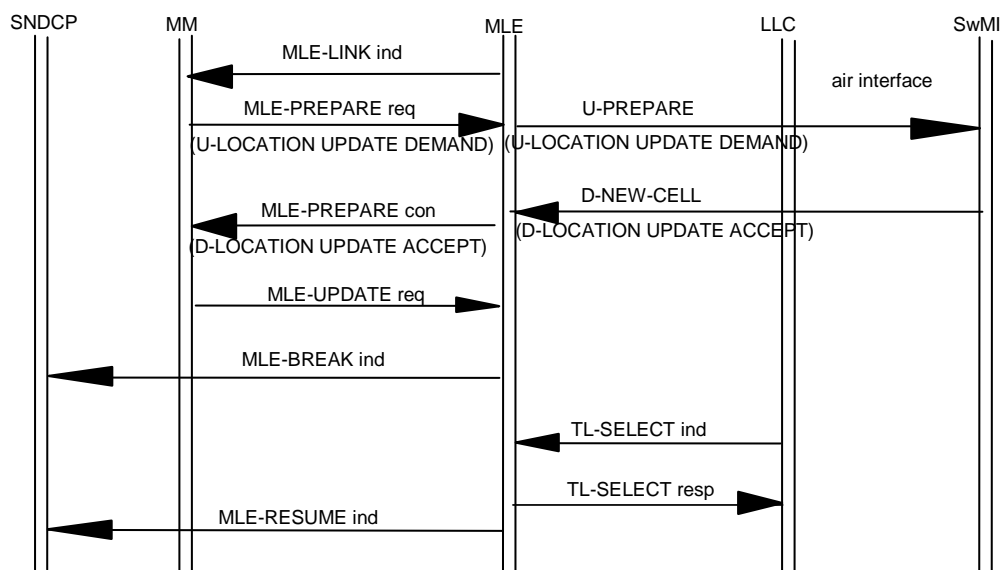 SNDCP
MM
MLE
LLC
SwMI
MLE-LINK ind
air interface
MLE-PREPARE req
U-PREPARE
(U-LOCATION UPDATE DEMAND)
(U-LOCATION UPDATE DEMAND)
D-NEW-CELL
MLE-PREPARE con
(D-LOCATION UPDATE ACCEPT)
(D-LOCATION UPDATE ACCEPT)
MLE-UPDATE req
MLE-BREAK ind
TL-SELECT ind
TL-SELECT resp
MLE-RESUME ind